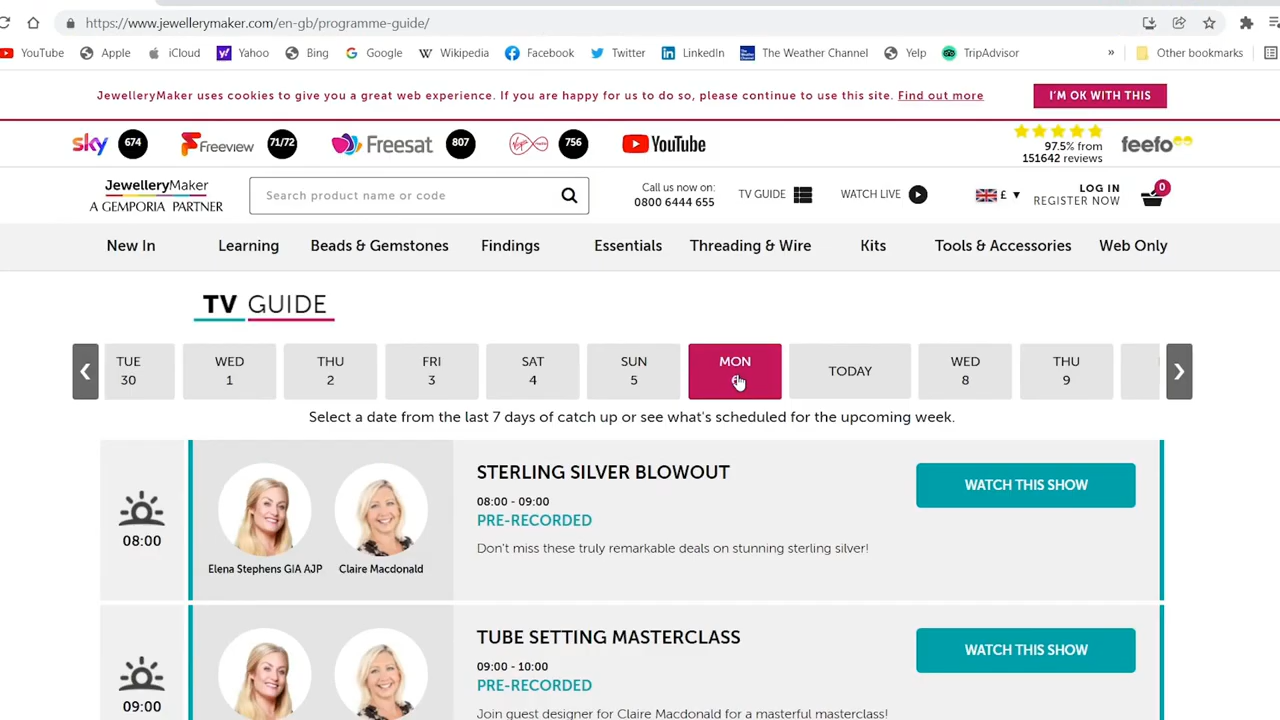 https://www.jewellerymaker.com/en-gb/programme-guide/
YouTube Apple iCloud Yahoo Bing Google Wikipedia Facebook Twitter LinkedIn The Weather Channel Yelp TripAdvisor » Other bookmarks
JewelleryMaker uses cookies to give you a great web experience. If you are happy for us to do so, please continue to use this site. Find out more
I'M OK WITH THIS
sky 674 Freeview 71/72 Freesat 807 756 YouTube
97.5% from
151642 reviews
feefo
JewelleryMaker
A GEMPORIA PARTNER
Search product name or code
Call us now on:
0800 6444 655
TV GUIDE
WATCH LIVE
£
LOG IN
REGISTER NOW
0
New In Learning Beads & Gemstones Findings Essentials Threading & Wire Kits Tools & Accessories Web Only
TV GUIDE
TUE WED THU FRI SAT SUN MON TODAY WED THU
30 1 2 3 4 5 8 9
Select a date from the last 7 days of catch up or see what's scheduled for the upcoming week.
08:00
Elena Stephens GIA AJP
Claire Macdonald
STERLING SILVER BLOWOUT
08:00 - 09:00
PRE-RECORDED
Don't miss these truly remarkable deals on stunning sterling silver!
WATCH THIS SHOW
09:00
TUBE SETTING MASTERCLASS
09:00 - 10:00
PRE-RECORDED
Join guest designer for Claire Macdonald for a masterful masterclass!
WATCH THIS SHOW